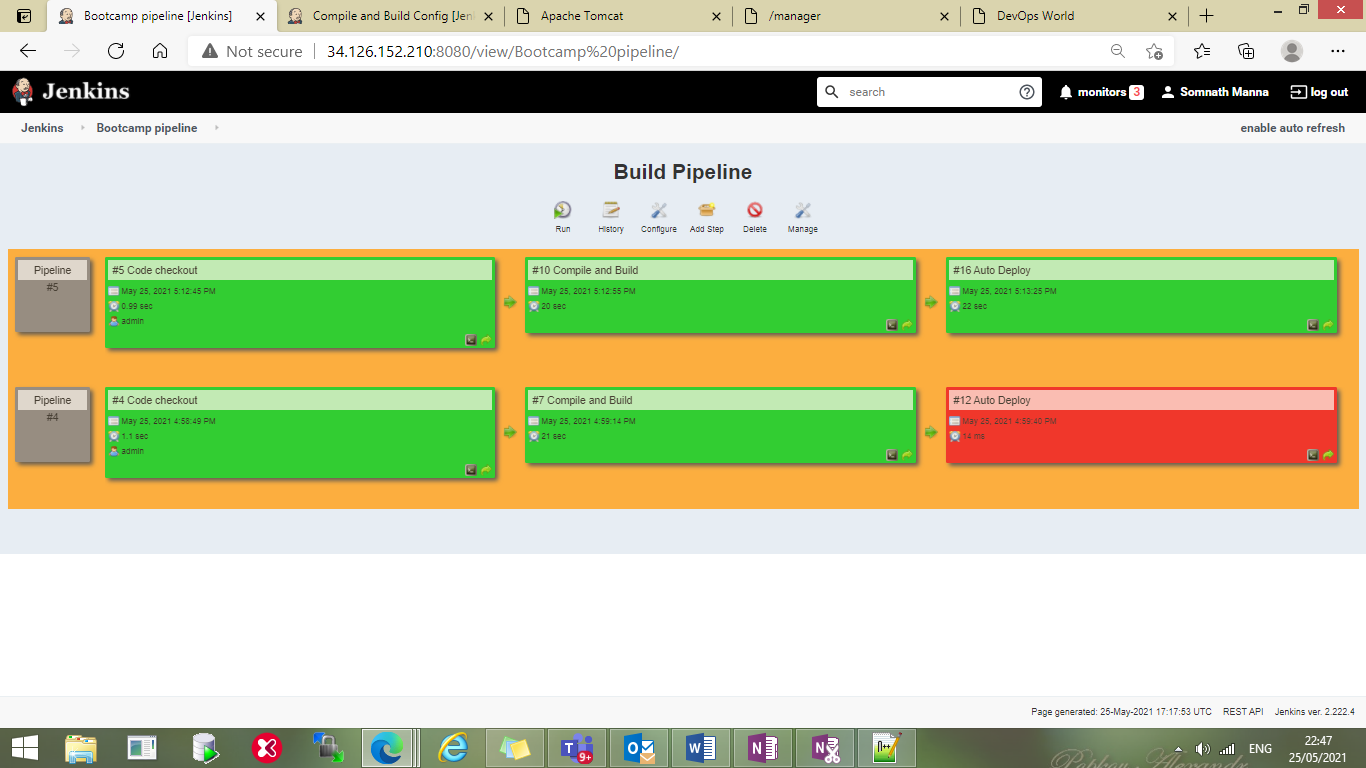 Bootcamp pipeline [Jenkins]
Compile and Build Config [Jen
Apache Tomcat
/manager
DevOps World
Not secure
34.126.152.210:8080/view/Bootcamp%20pipeline/
Jenkins
search
monitors 3
Somnath Manna
log out
Jenkins
Bootcamp pipeline
enable auto refresh
Build Pipeline
Run
History
Configure
Add Step
Delete
Manage
Pipeline
#5
#5 Code checkout
May 25, 2021 5:12:45 PM
0.99 sec
admin
#10 Compile and Build
May 25, 2021 5:12:55 PM
20 sec
#16 Auto Deploy
May 25, 2021 5:13:25 PM
22 sec
Pipeline
#4
#4 Code checkout
May 25, 2021 4:58:49 PM
1.1 sec
admin
#7 Compile and Build
May 25, 2021 4:59:14 PM
21 sec
#12 Auto Deploy
May 25, 2021 4:59:40 PM
14 ms
Page generated: 25-May-2021 17:17:53 UTC
REST API
Jenkins ver. 2.222.4
9+
ENG
22:47
25/05/2021